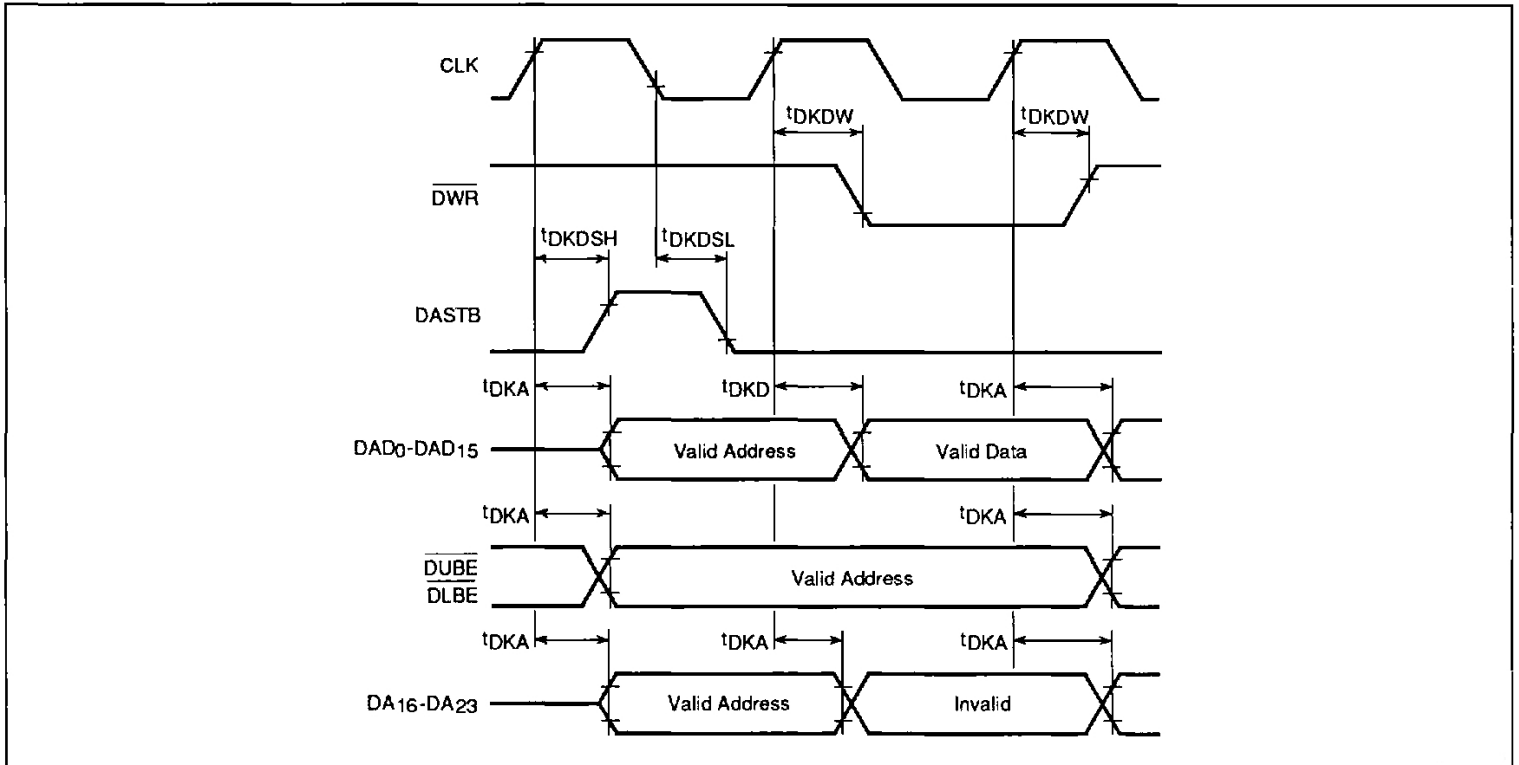 CLK
tDKDW tDKDW
DWR
tDKDSH tDKDSL
DASTB
tDKA tDKD tDKA
DAD0-DAD15 Valid Address Valid Data
tDKA tDKA
DUBE
DLBE Valid Address
tDKA tDKA tDKA
DA16-DA23 Valid Address Invalid